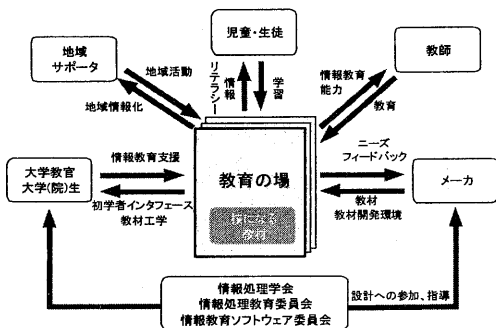 児童・生徒
地域
サポータ
教師
地域活動
地域情報化
情報
リテラシー
学習
情報教育
能力
教育
大学教官
大学(院)生
情報教育支援
初学者インタフェース
教材工学
教育の場
核になる
教材
ニーズ
フィードバック
教材
教材開発環境
メーカ
情報処理学会
情報処理教育委員会
情報教育ソフトウェア委員会
設計への参加、指導